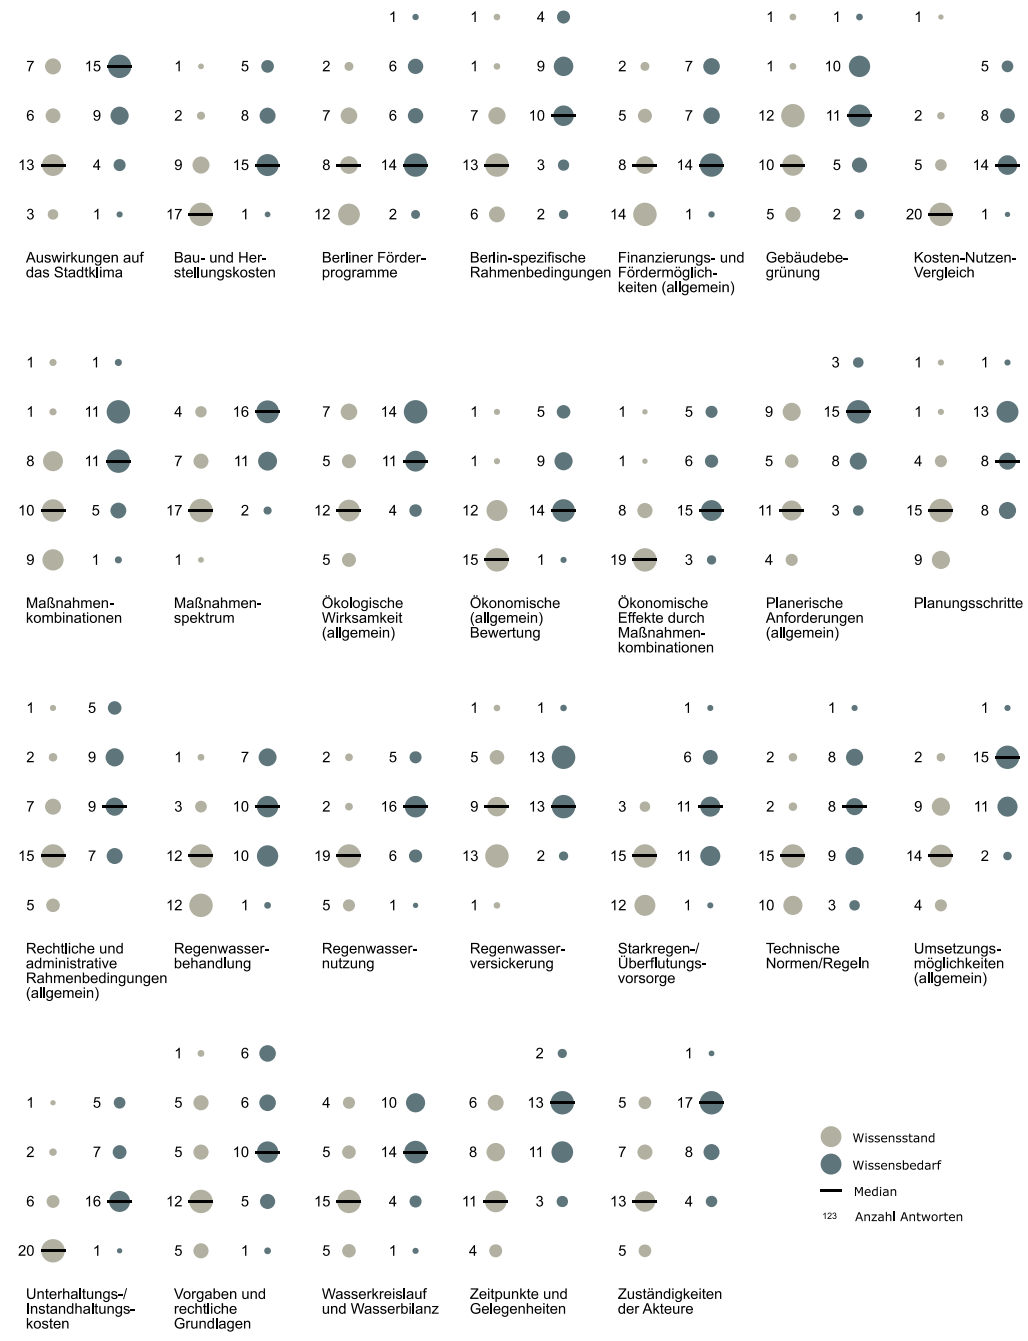 1 1 4 1 1 1
7 15 1 5 2 6 1 9 2 7 1 10 5
6 9 2 8 7 6 7 10 5 7 12 11 2 8
13 4 9 15 8 14 13 3 8 14 10 5 5 14
3 1 17 1 12 2 6 2 14 1 5 2 20 1
Auswirkungen auf
das Stadtklima
Bau- und Her-
stellungskosten
Berliner Förder-
programme
Berlin-spezifische
Rahmenbedingungen
Finanzierungs- und
Fördermöglich-
keiten (allgemein)
Gebäudebe-
grünung
Kosten-Nutzen-
Vergleich
1 1 3 1 1
1 11 4 16 7 14 1 5 1 5 9 15 1 13
8 11 7 11 5 11 1 9 1 6 5 8 4 8
10 5 17 2 12 4 12 14 8 15 11 3 15 8
9 1 1 5 15 1 19 3 4 9
Maßnahmen-
kombinationen
Maßnahmen-
spektrum
Ökologische
Wirksamkeit
(allgemein)
Ökonomische
(allgemein)
Bewertung
Ökonomische
Effekte durch
Maßnahmen-
kombinationen
Planerische
Anforderungen
(allgemein)
Planungsschritte
1 5 1 1 1 1 1
2 9 1 7 2 5 5 13 6 2 8 2 15
7 9 3 10 2 16 9 13 3 11 2 8 9 11
15 7 12 10 19 6 13 2 15 11 15 9 14 2
5 12 1 5 1 1 12 1 10 3 4
Rechtliche und
administrative
Rahmenbedingungen
(allgemein)
Regenwasser-
behandlung
Regenwasser-
nutzung
Regenwasser-
versickerung
Starkregen-/
Überflutungs-
vorsorge
Technische
Normen/Regeln
Umsetzungs-
möglichkeiten
(allgemein)
1 6 2 1
1 5 5 6 4 10 6 13 5 17
2 7 5 10 5 14 8 11 7 8
6 16 12 5 15 4 11 3 13 4
20 1 5 1 5 1 4 5
Unterhaltungs-/
Instandhaltungs-
kosten
Vorgaben und
rechtliche
Grundlagen
Wasserkreislauf
und Wasserbilanz
Zeitpunkte und
Gelegenheiten
Zuständigkeiten
der Akteure
Wissensstand
Wissensbedarf
Median
123 Anzahl Antworten